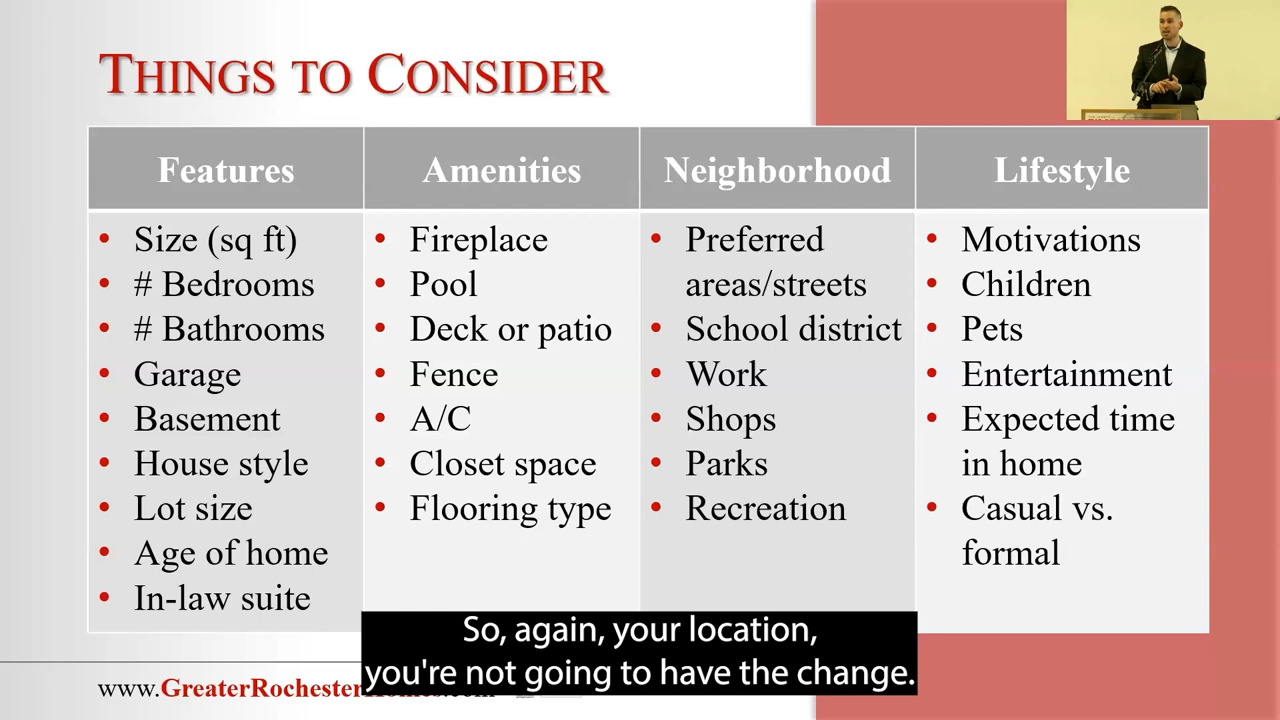 THINGS TO CONSIDER
Features
Amenities
Neighborhood
Lifestyle
• Size (sq ft)
• # Bedrooms
• # Bathrooms
• Garage
• Basement
• House style
• Lot size
• Age of home
• In-law suite
• Fireplace
• Pool
• Deck or patio
• Fence
• A/C
• Closet space
• Flooring type
• Preferred
areas/streets
• School district
• Work
• Shops
• Parks
• Recreation
• Motivations
• Children
• Pets
• Entertainment
• Expected time
in home
• Casual vs.
formal
So, again, your location,
you're not going to have the change.
www.GreaterRochesterHomes.com